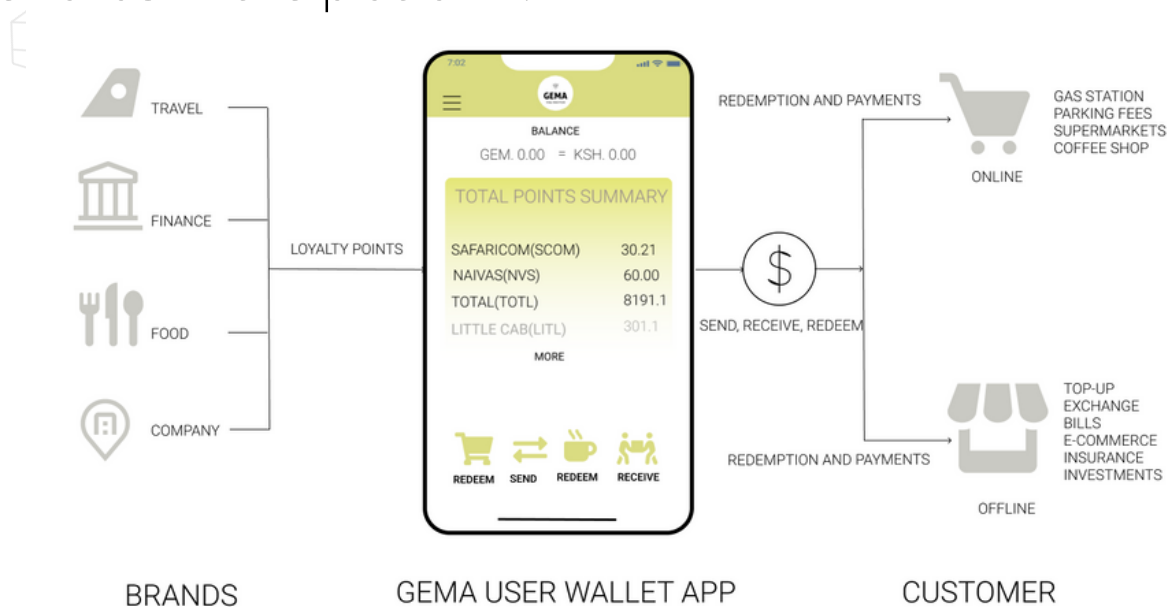 TRAVEL
FINANCE
FOOD
COMPANY
LOYALTY POINTS
7:02
GEMA
BALANCE
GEM. 0.00 = KSH. 0.00
TOTAL POINTS SUMMARY
SAFARICOM(SCOM) 30.21
NAIVAS(NVS) 60.00
TOTAL(TOTL) 8191.1
LITTLE CAB(LITL) 301.1
MORE
REDEEM SEND REDEEM RECEIVE
$
SEND, RECEIVE, REDEEM
REDEMPTION AND PAYMENTS
GAS STATION
PARKING FEES
SUPERMARKETS
COFFEE SHOP
ONLINE
REDEMPTION AND PAYMENTS
TOP-UP
EXCHANGE
BILLS
E-COMMERCE
INSURANCE
INVESTMENTS
OFFLINE
BRANDS
GEMA USER WALLET APP
CUSTOMER